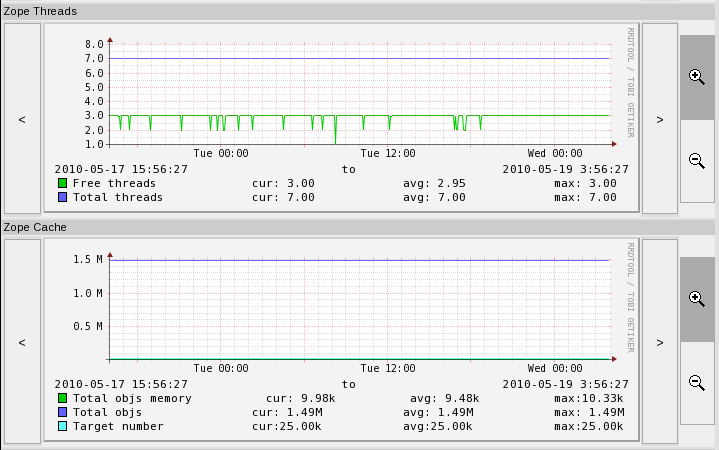 Zope Threads
8.0
7.0
6.0
5.0
4.0
3.0
2.0
1.0
Tue 00:00 Tue 12:00 Wed 00:00
2010-05-17 15:56:27 to 2010-05-19 3:56:27
Free threads cur: 3.00 avg: 2.95 max: 3.00
Total threads cur: 7.00 avg: 7.00 max: 7.00
RRDTOOL / TOBI OETIKER
<
>
Zope Cache
1.5 M
1.0 M
0.5 M
Tue 00:00 Tue 12:00 Wed 00:00
2010-05-17 15:56:27 to 2010-05-19 3:56:27
Total objs memory cur: 9.98k avg: 9.48k max:10.33k
Total objs cur: 1.49M avg: 1.49M max: 1.49M
Target number cur:25.00k avg:25.00k max:25.00k
RRDTOOL / TOBI OETIKER
<
>